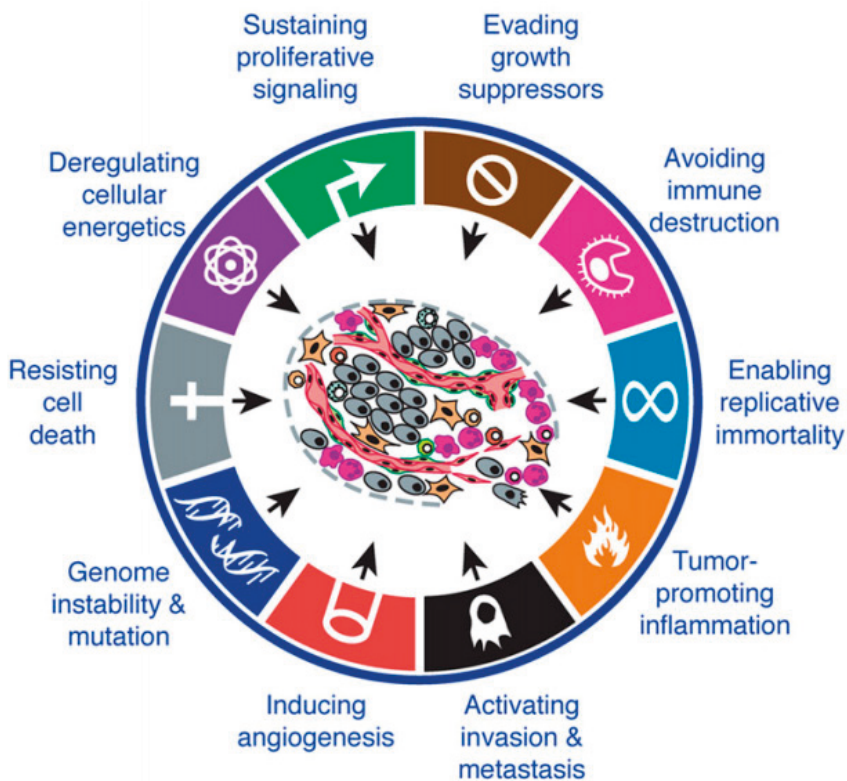 Sustaining
proliferative
signaling
Evading
growth
suppressors
Avoiding
immune
destruction
Enabling
replicative
immortality
Tumor-
promoting
inflammation
Activating
invasion &
metastasis
Inducing
angiogenesis
Genome
instability &
mutation
Resisting
cell
death
Deregulating
cellular
energetics